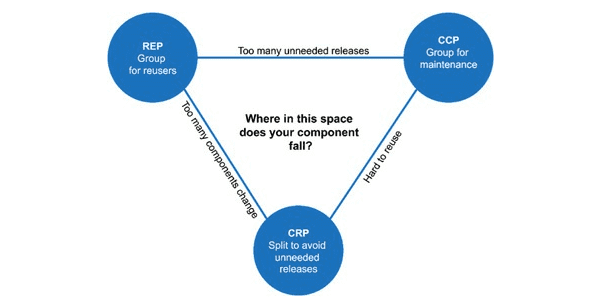 REP
Group
for reusers
Too many unneeded releases
CCP
Group for
maintenance
Too many components change
Where in this space
does your component
fall?
Hard to reuse
CRP
Split to avoid
unneeded
releases